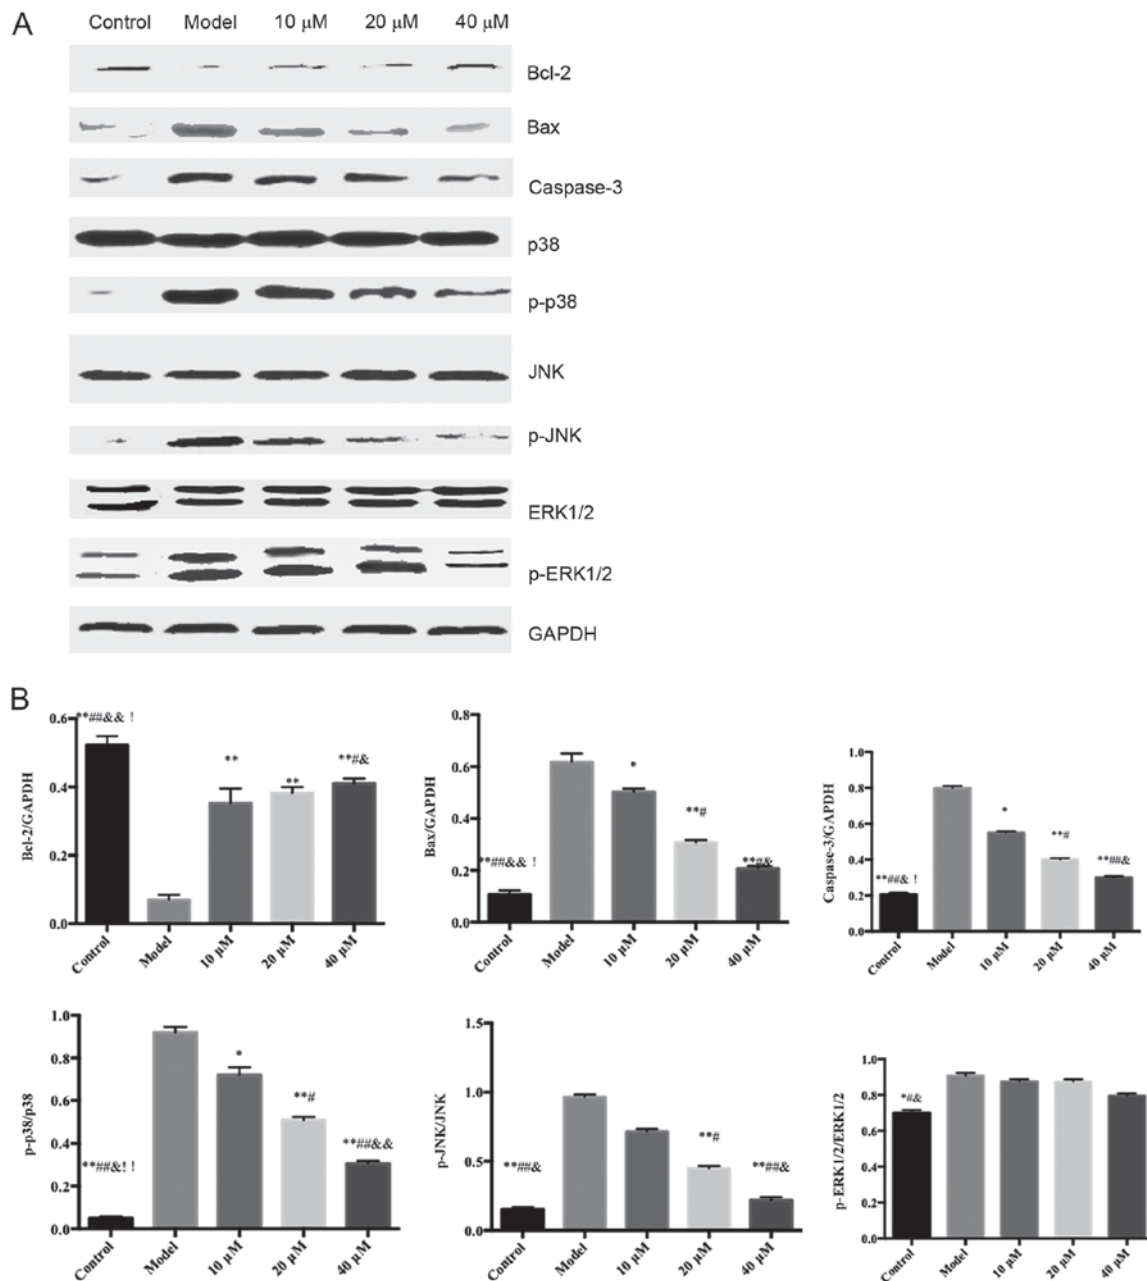 A
Control Model 10 µM 20 µM 40 µM
Bcl-2
Bax
Caspase-3
p38
p-p38
JNK
p-JNK
ERK1/2
p-ERK1/2
GAPDH
B
Bcl-2/GAPDH
0.6
0.4
0.2
0.0
**##&& !
**
**
**#&
Control Model 10 µM 20 µM 40 µM
Bax/GAPDH
0.8
0.6
0.4
0.2
0.0
**##&& !
*
**#
**#&
Control Model 10 µM 20 µM 40 µM
Caspase-3/GAPDH
1.0
0.8
0.6
0.4
0.2
0.0
**##& !
*
**#
**##&
Control Model 10 µM 20 µM 40 µM
p-p38/p38
1.0
0.8
0.6
0.4
0.2
0.0
**##&! !
*
**#
**##&&
Control Model 10 µM 20 µM 40 µM
p-JNK/JNK
1.5
1.0
0.5
0.0
**##&
**#
**##&
Control Model 10 µM 20 µM 40 µM
p-ERK1/2/ERK1/2
1.0
0.8
0.6
0.4
0.2
0.0
*#&
Control Model 10 µM 20 µM 40 µM